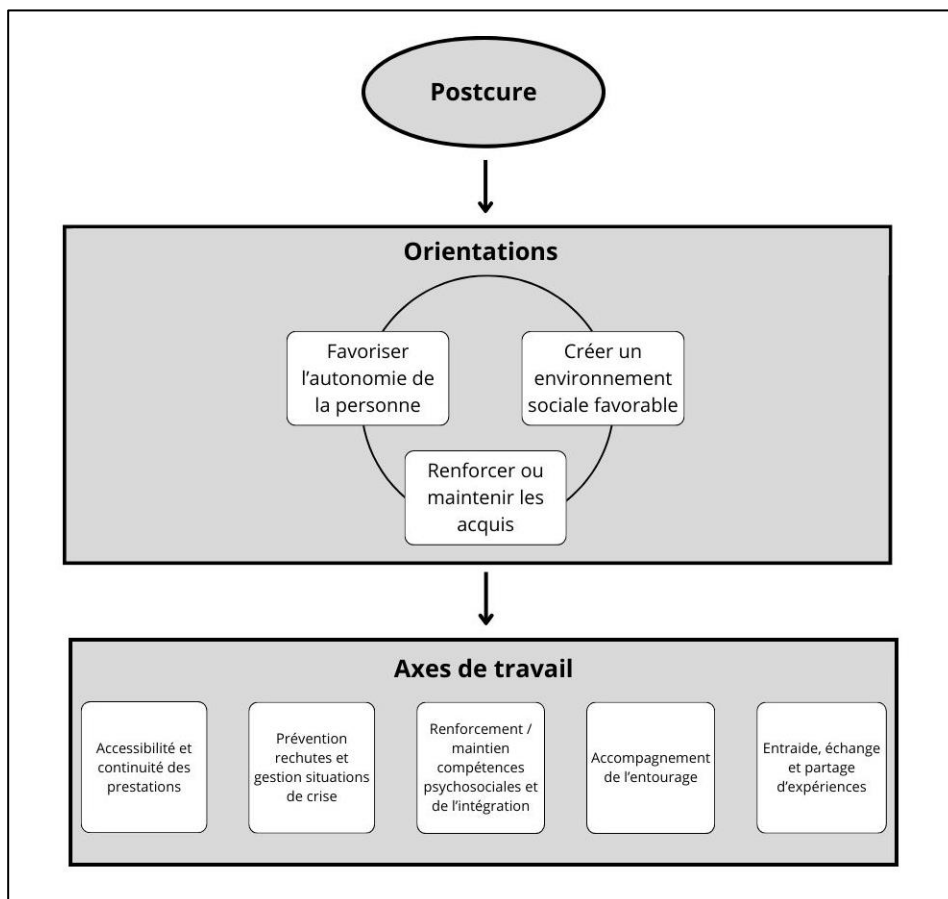 Postcure
Orientations
Favoriser
l’autonomie de
la personne
Créer un
environnement
sociale favorable
Renforcer ou
maintenir les
acquis
Axes de travail
Accessibilité et
continuité des
prestations
Prévention
rechutes et
gestion situations
de crise
Renforcement /
maintien
compétences
psychosociales et
de l’intégration
Accompagnement
de l’entourage
Entraide, échange
et partage
d’expériences